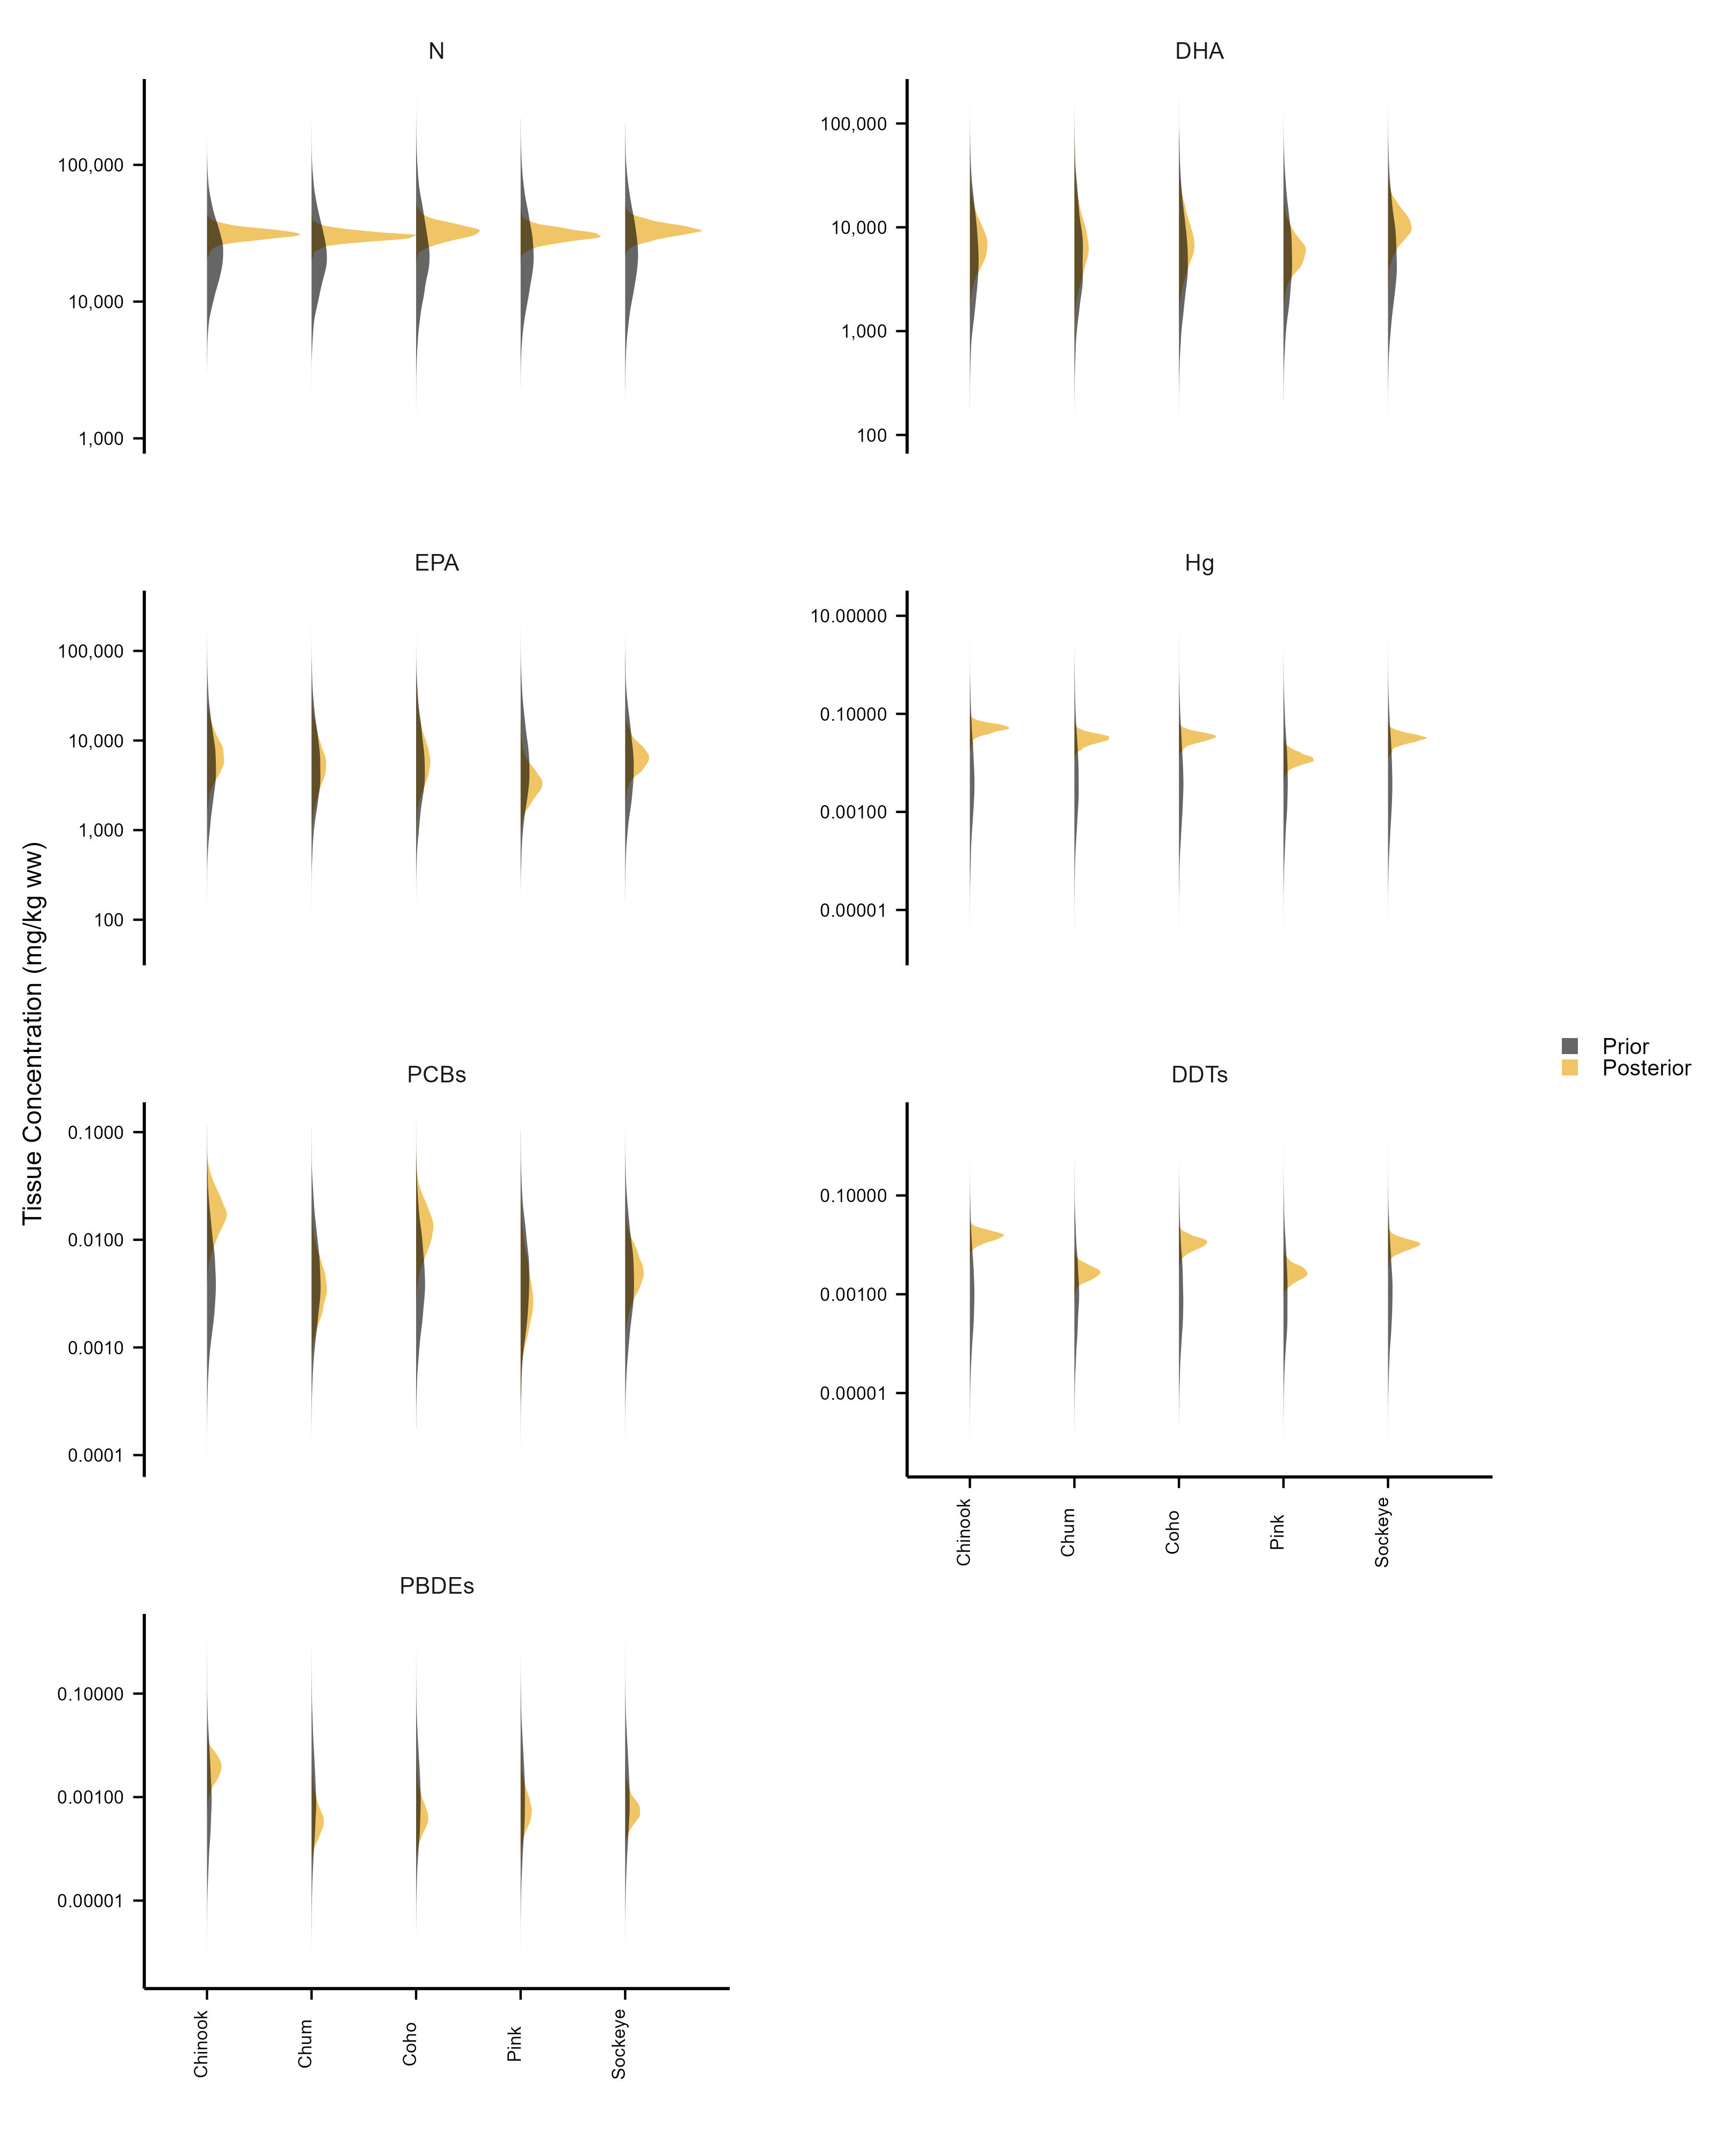 N
100,000
10,000
1,000
DHA
100,000
10,000
1,000
100
EPA
100,000
10,000
1,000
100
Hg
10.00000
0.10000
0.00100
0.00001
Tissue Concentration (mg/kg ww)
PCBs
0.1000
0.0100
0.0010
0.0001
DDTs
0.10000
0.00100
0.00001
Chinook
Chum
Coho
Pink
Sockeye
Prior
Posterior
PBDEs
0.10000
0.00100
0.00001
Chinook
Chum
Coho
Pink
Sockeye